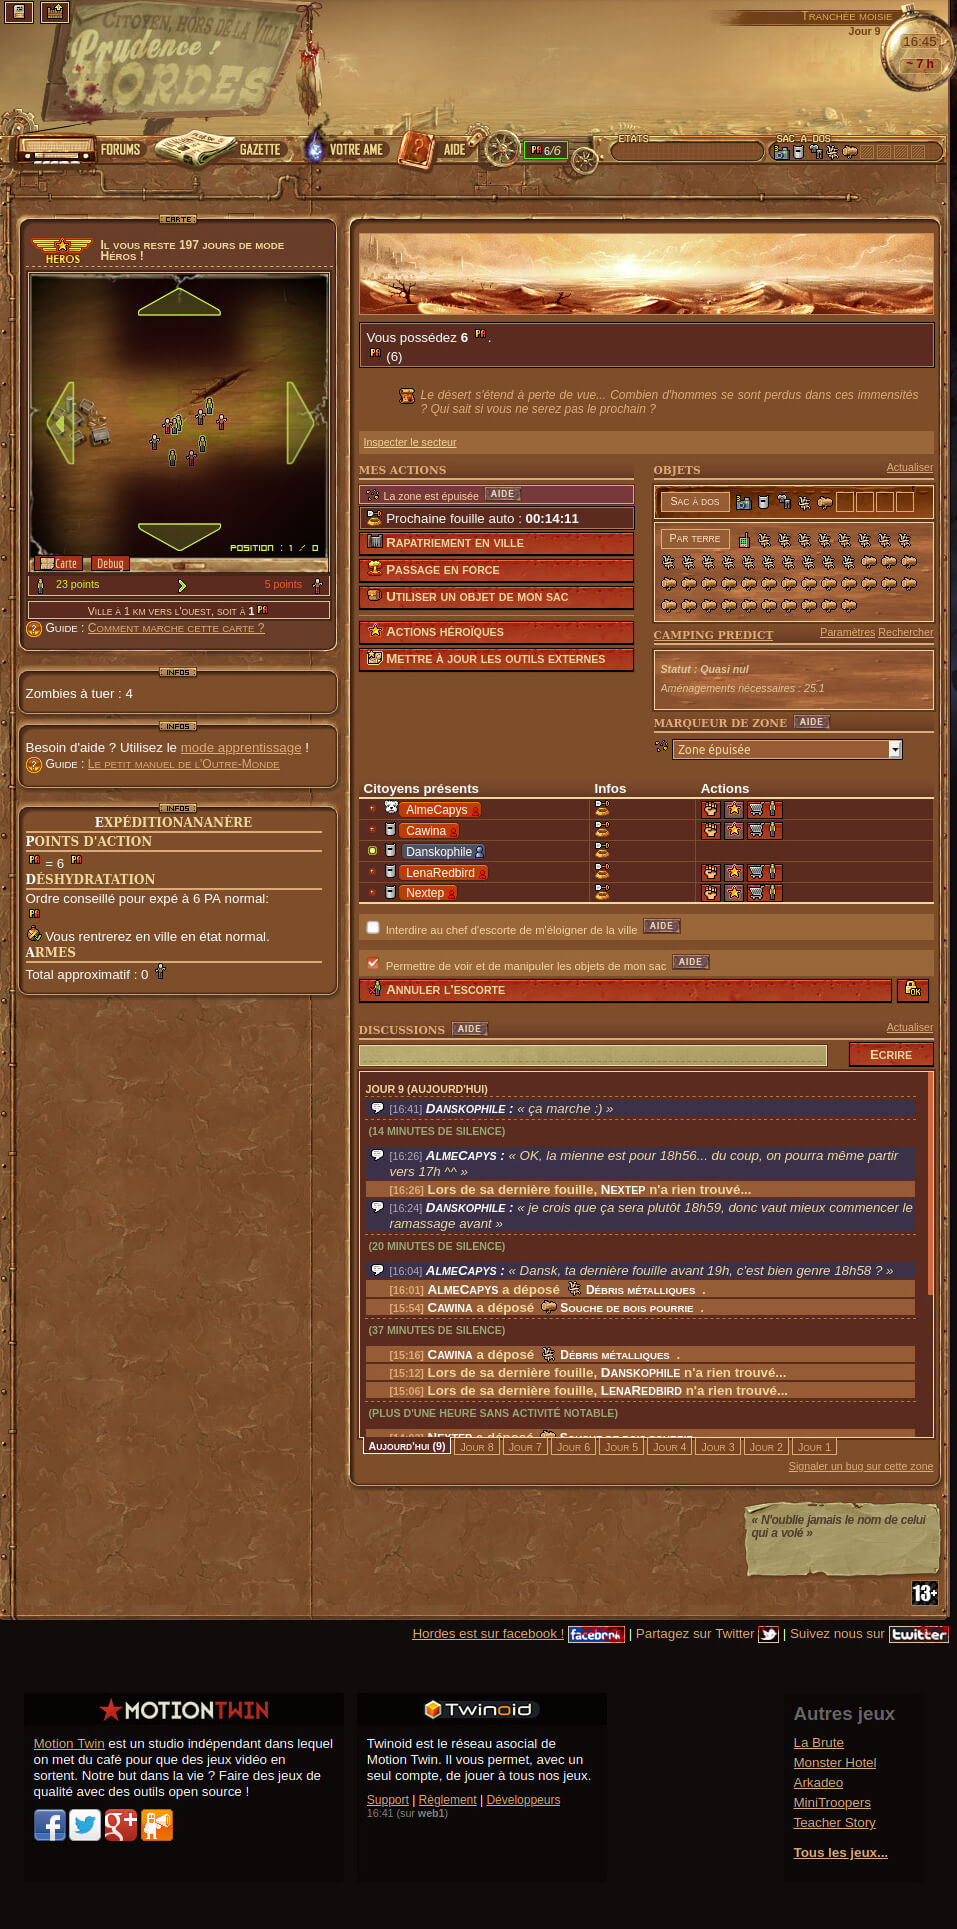 Citoyen, hors de la Ville
Prudence !
HORDES
Tranchée moisie
Jour 9
16:45
~ 7 h
FORUMS
GAZETTE
VOTRE AME
AIDE
6/6
ETATS
SAC A DOS
CARTE
Il vous reste 197 jours de mode Héros !
HEROS
POSITION : 1 / 0
Carte
Debug
23 points
5 points
Ville à 1 km vers l'ouest, soit à 1
Guide : Comment marche cette carte ?
INFOS
Zombies à tuer : 4
INFOS
Besoin d'aide ? Utilisez le mode apprentissage !
Guide : Le petit manuel de l'Outre-Monde
INFOS
Expéditionananère
Points d'action
= 6
Déshydratation
Ordre conseillé pour expé à 6 PA normal:
Vous rentrerez en ville en état normal.
Armes
Total approximatif : 0
Vous possédez 6 .
(6)
Le désert s'étend à perte de vue... Combien d'hommes se sont perdus dans ces immensités
? Qui sait si vous ne serez pas le prochain ?
Inspecter le secteur
Mes actions
La zone est épuisée AIDE
Prochaine fouille auto : 00:14:11
Rapatriement en ville
Passage en force
Utiliser un objet de mon sac
Actions héroïques
Mettre à jour les outils externes
Objets
Actualiser
Sac à dos
Par terre
Camping Predict
Paramètres Rechercher
Statut : Quasi nul
Aménagements nécessaires : 25.1
Marqueur de zone AIDE
Zone épuisée
Citoyens présents Infos Actions
AlmeCapys
Cawina
Danskophile
LenaRedbird
Nextep
Interdire au chef d'escorte de m'éloigner de la ville AIDE
Permettre de voir et de manipuler les objets de mon sac AIDE
Annuler l'escorte
OK
Discussions AIDE
Actualiser
Ecrire
JOUR 9 (AUJOURD'HUI)
[16:41] Danskophile : « ça marche :) »
(14 MINUTES DE SILENCE)
[16:26] AlmeCapys : « OK, la mienne est pour 18h56... du coup, on pourra même partir
vers 17h ^^ »
[16:26] Lors de sa dernière fouille, Nextep n'a rien trouvé...
[16:24] Danskophile : « je crois que ça sera plutôt 18h59, donc vaut mieux commencer le
ramassage avant »
(20 MINUTES DE SILENCE)
[16:04] AlmeCapys : « Dansk, ta dernière fouille avant 19h, c'est bien genre 18h58 ? »
[16:01] AlmeCapys a déposé Débris métalliques .
[15:54] Cawina a déposé Souche de bois pourrie .
(37 MINUTES DE SILENCE)
[15:16] Cawina a déposé Débris métalliques .
[15:12] Lors de sa dernière fouille, Danskophile n'a rien trouvé...
[15:06] Lors de sa dernière fouille, LenaRedbird n'a rien trouvé...
(PLUS D'UNE HEURE SANS ACTIVITÉ NOTABLE)
Nextep a déposé Souche de bois pourrie
Aujourd'hui (9) Jour 8 Jour 7 Jour 6 Jour 5 Jour 4 Jour 3 Jour 2 Jour 1
Signaler un bug sur cette zone
« N'oublie jamais le nom de celui
qui a volé »
13+
Hordes est sur facebook ! facebook | Partagez sur Twitter | Suivez nous sur twitter
MOTIONTWIN
Motion Twin est un studio indépendant dans lequel
on met du café pour que des jeux vidéo en
sortent. Notre but dans la vie ? Faire des jeux de
qualité avec des outils open source !
Twinoid
Twinoid est le réseau asocial de
Motion Twin. Il vous permet, avec un
seul compte, de jouer à tous nos jeux.
Support | Règlement | Développeurs
16:41 (sur web1)
Autres jeux
La Brute
Monster Hotel
Arkadeo
MiniTroopers
Teacher Story
Tous les jeux...